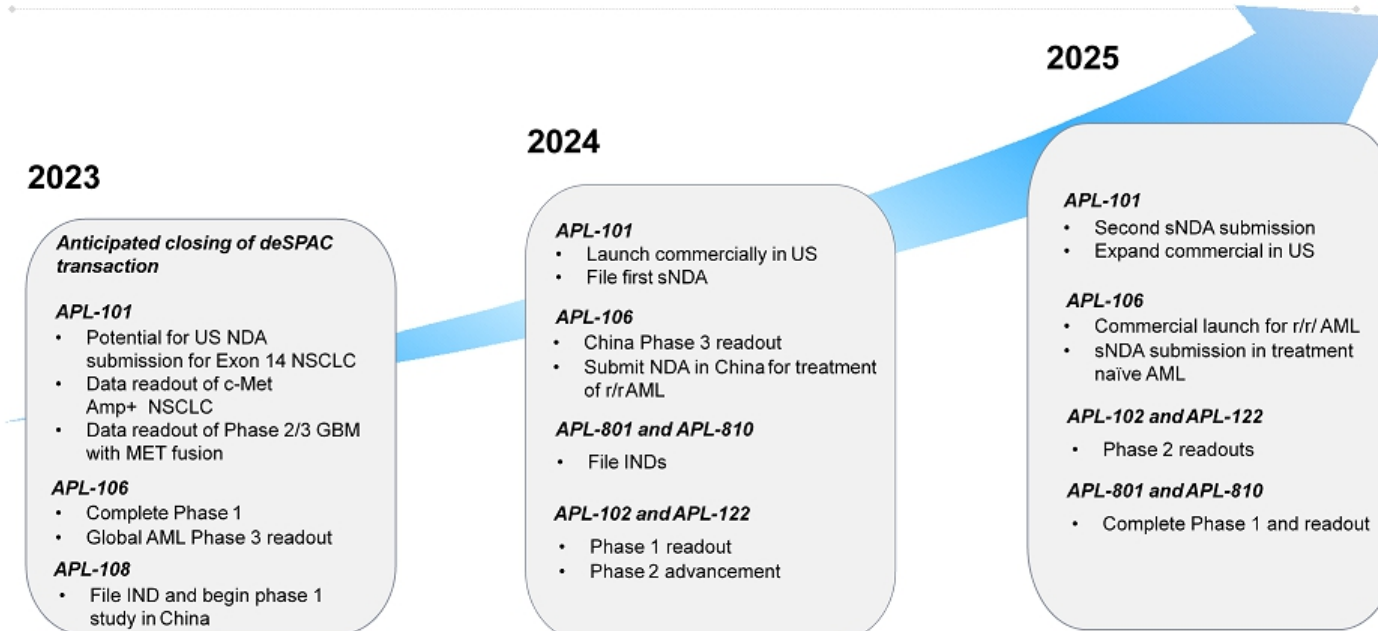 2023
Anticipated closing of deSPAC
transaction
APL-101
• Potential for US NDA
submission for Exon 14 NSCLC
• Data readout of c-Met
Amp+ NSCLC
• Data readout of Phase 2/3 GBM
with MET fusion
APL-106
• Complete Phase 1
• Global AML Phase 3 readout
APL-108
• File IND and begin phase 1
study in China
2024
APL-101
• Launch commercially in US
• File first sNDA
APL-106
• China Phase 3 readout
• Submit NDA in China for treatment
of r/r AML
APL-801 and APL-810
• File INDs
APL-102 and APL-122
• Phase 1 readout
• Phase 2 advancement
2025
APL-101
• Second sNDA submission
• Expand commercial in US
APL-106
• Commercial launch for r/r/ AML
• sNDA submission in treatment
naïve AML
APL-102 and APL-122
• Phase 2 readouts
APL-801 and APL-810
• Complete Phase 1 and readout